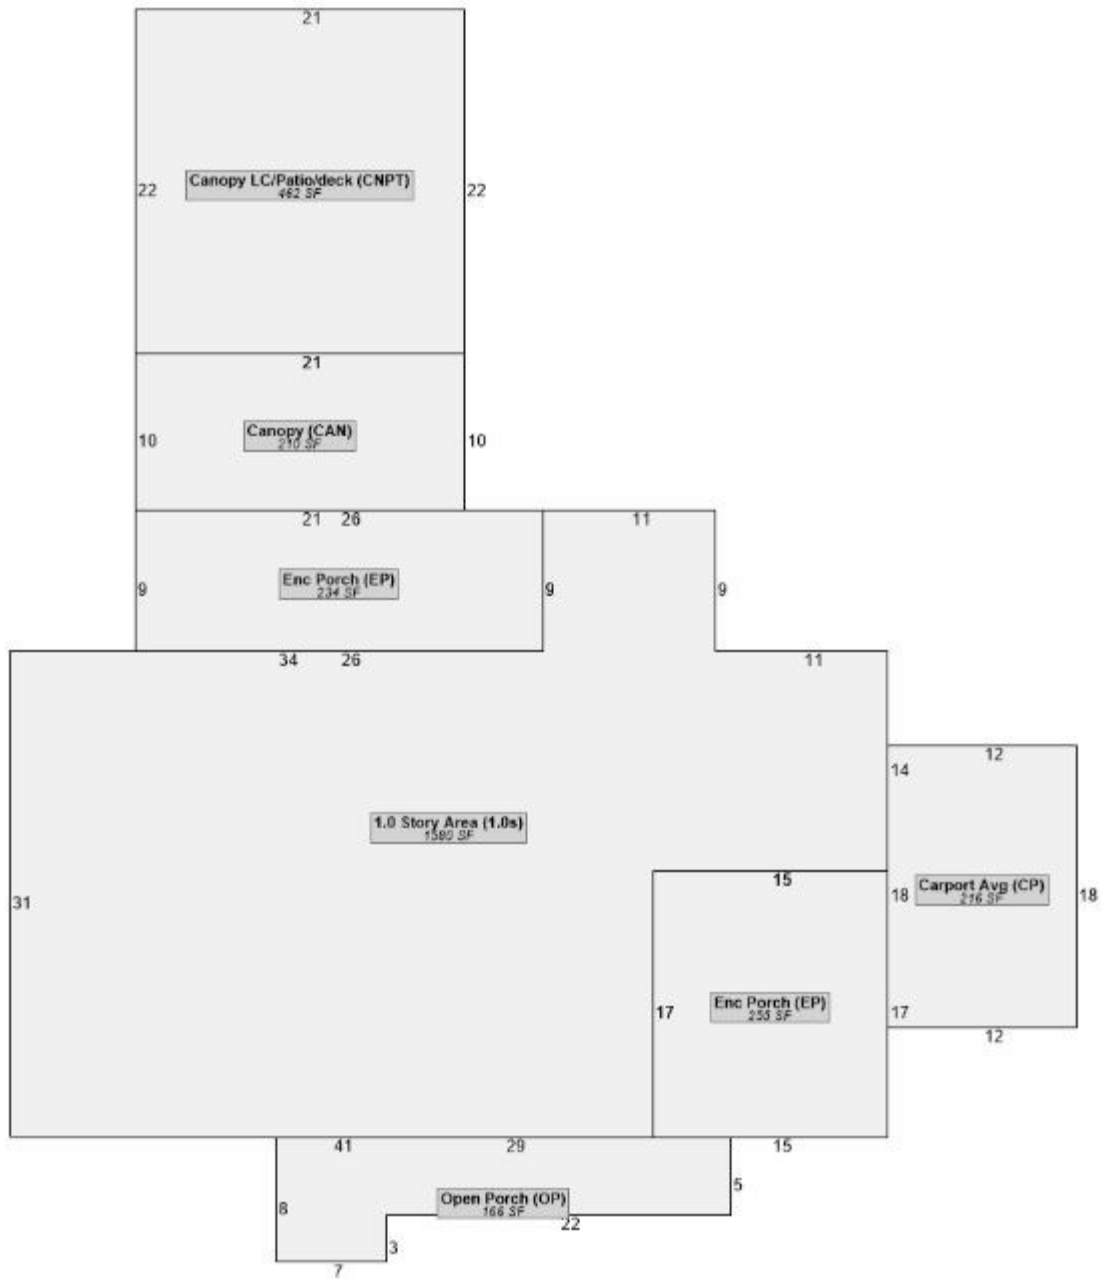 21
Canopy LC/Patio/deck (CNPT)
462 SF
22
22
21
Canopy (CAN)
210 SF
10
10
21
26
11
Enc Porch (EP)
234 SF
9
9
9
34
26
11
12
14
1.0 Story Area (1.0s)
1580 SF
15
31
18
Carport Avg (CP)
216 SF
18
Enc Porch (EP)
255 SF
17
17
12
41
29
15
5
Open Porch (OP)
166 SF
8
22
3
7